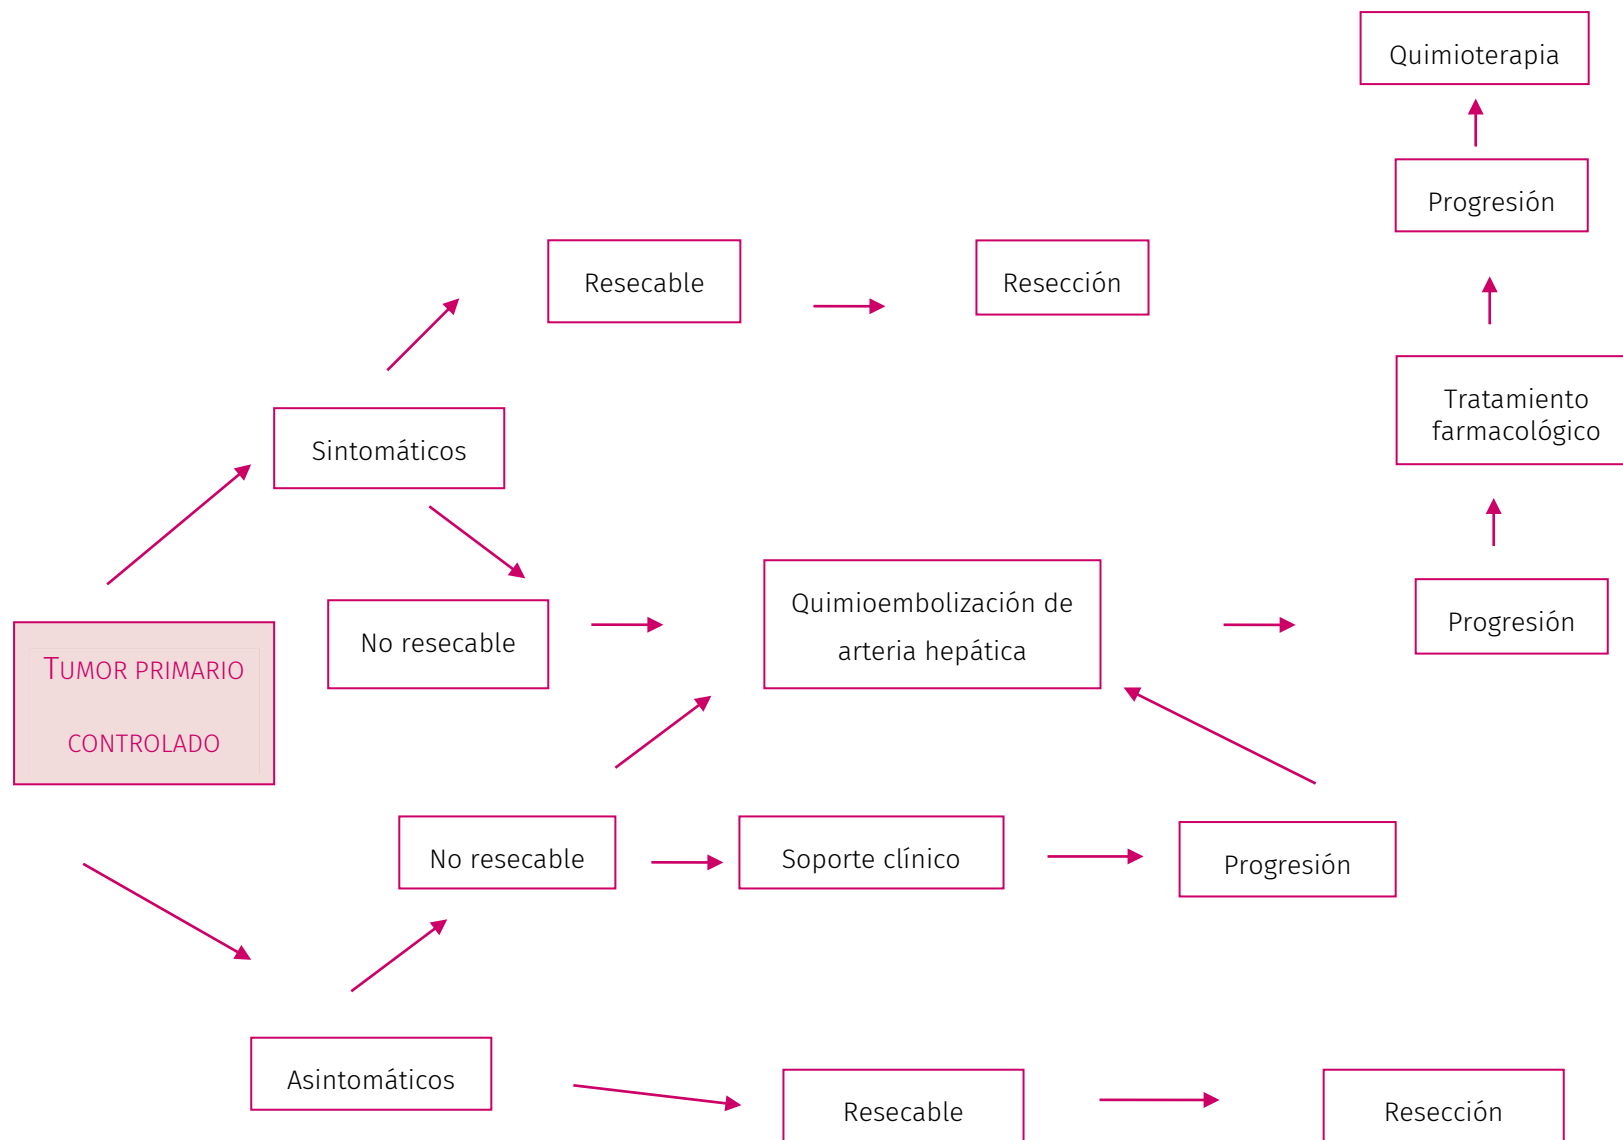 Quimioterapia
Progresión
Resecable
Resección
Tratamiento
farmacológico
Sintomáticos
Quimioembolización de
arteria hepática
Progresión
No resecable
TUMOR PRIMARIO
CONTROLADO
No resecable
Soporte clínico
Progresión
Asintomáticos
Resecable
Resección